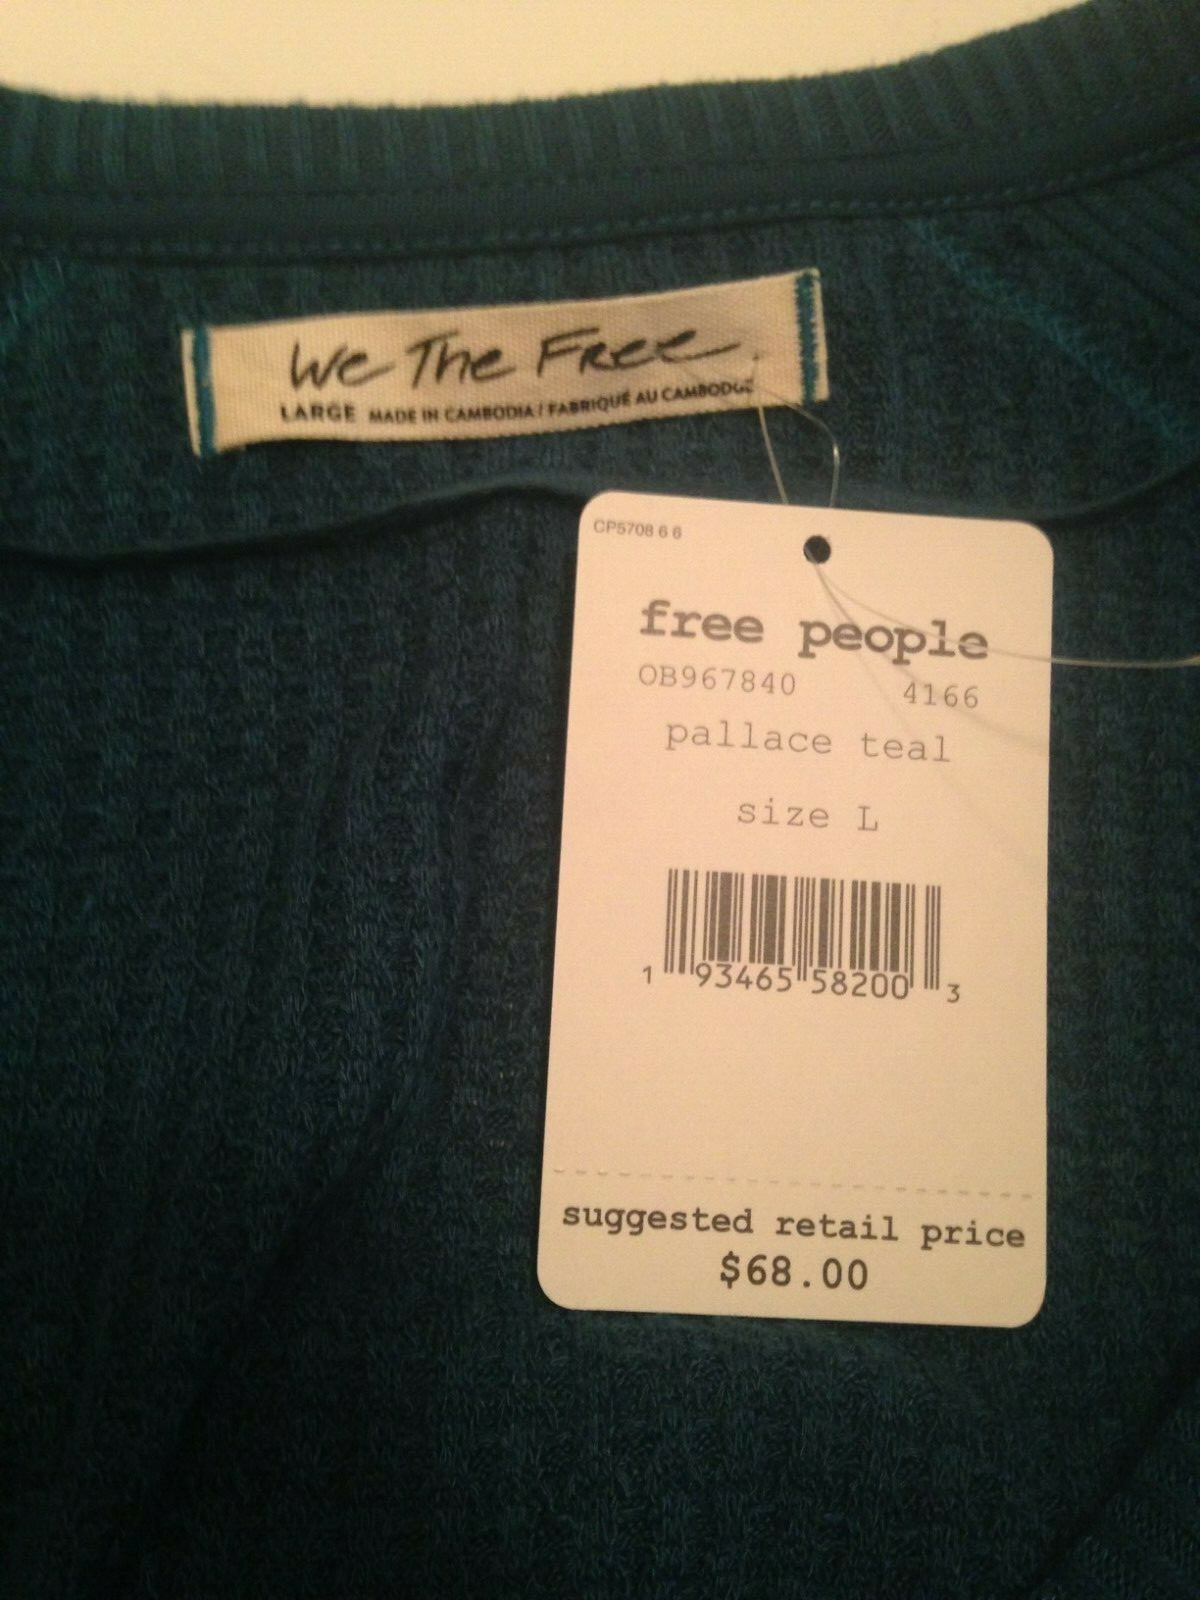 We The Free
LARGE MADE IN CAMBODIA / FABRIQUÉ AU CAMBODGE
CP5708 6 6
free people
OB967840 4166
pallace teal
size L
1 93465 58200 3
suggested retail price
$68.00